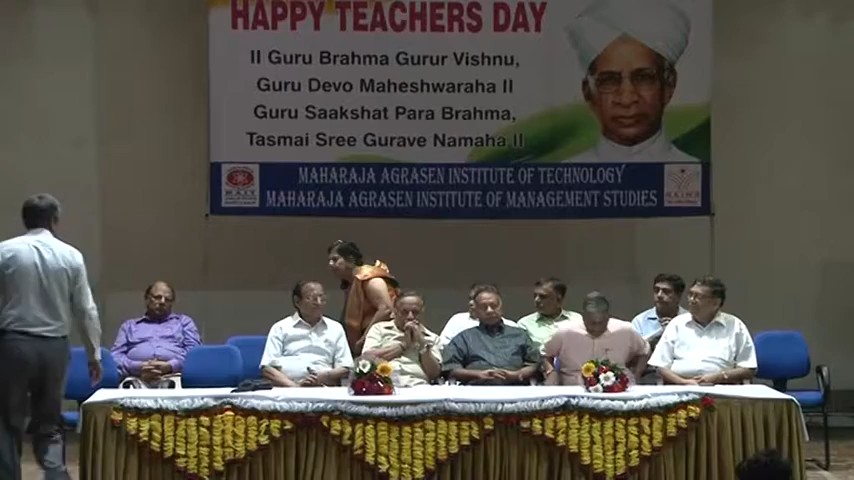 HAPPY TEACHERS DAY
II Guru Brahma Gurur Vishnu,
Guru Devo Maheshwaraha II
Guru Saakshat Para Brahma,
Tasmai Sree Gurave Namaha II
MAHARAJA AGRASEN INSTITUTE OF TECHNOLOGY
MAHARAJA AGRASEN INSTITUTE OF MANAGEMENT STUDIES